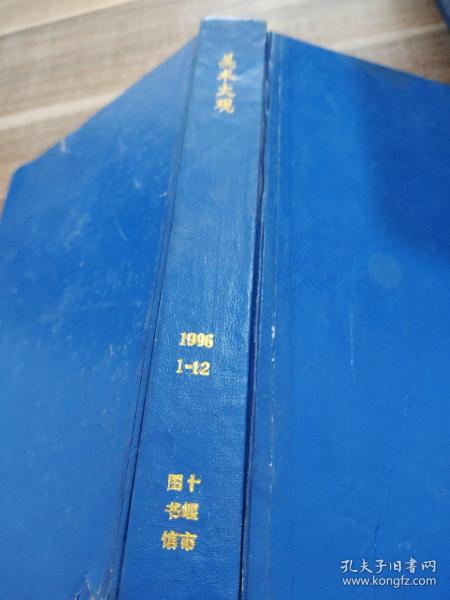 美术大观
1996
1-12
十堰市
图书馆
孔夫子旧书网
www.kongfz.com